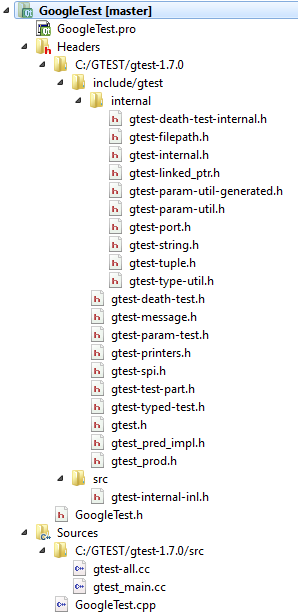 GoogleTest [master]
GoogleTest.pro
Headers
C:/GTEST/gtest-1.7.0
include/gtest
internal
gtest-death-test-internal.h
gtest-filepath.h
gtest-internal.h
gtest-linked_ptr.h
gtest-param-util-generated.h
gtest-param-util.h
gtest-port.h
gtest-string.h
gtest-tuple.h
gtest-type-util.h
gtest-death-test.h
gtest-message.h
gtest-param-test.h
gtest-printers.h
gtest-spi.h
gtest-test-part.h
gtest-typed-test.h
gtest.h
gtest_pred_impl.h
gtest_prod.h
src
gtest-internal-inl.h
GoogleTest.h
Sources
C:/GTEST/gtest-1.7.0/src
gtest-all.cc
gtest_main.cc
GoogleTest.cpp